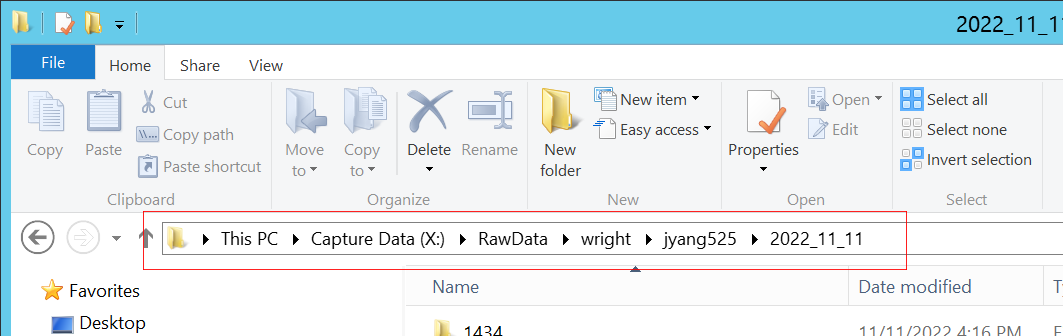 2022_11_11
File Home Share View
Copy Paste Cut Copy path Paste shortcut
Move to Copy to Delete Rename
New folder New item Easy access
Properties Open Edit
Select all Select none Invert selection
Clipboard Organize New Open Select
This PC Capture Data (X:) RawData wright jyang525 2022_11_11
Favorites Name Date modified
Desktop 1434 11/11/2022 4:16 PM